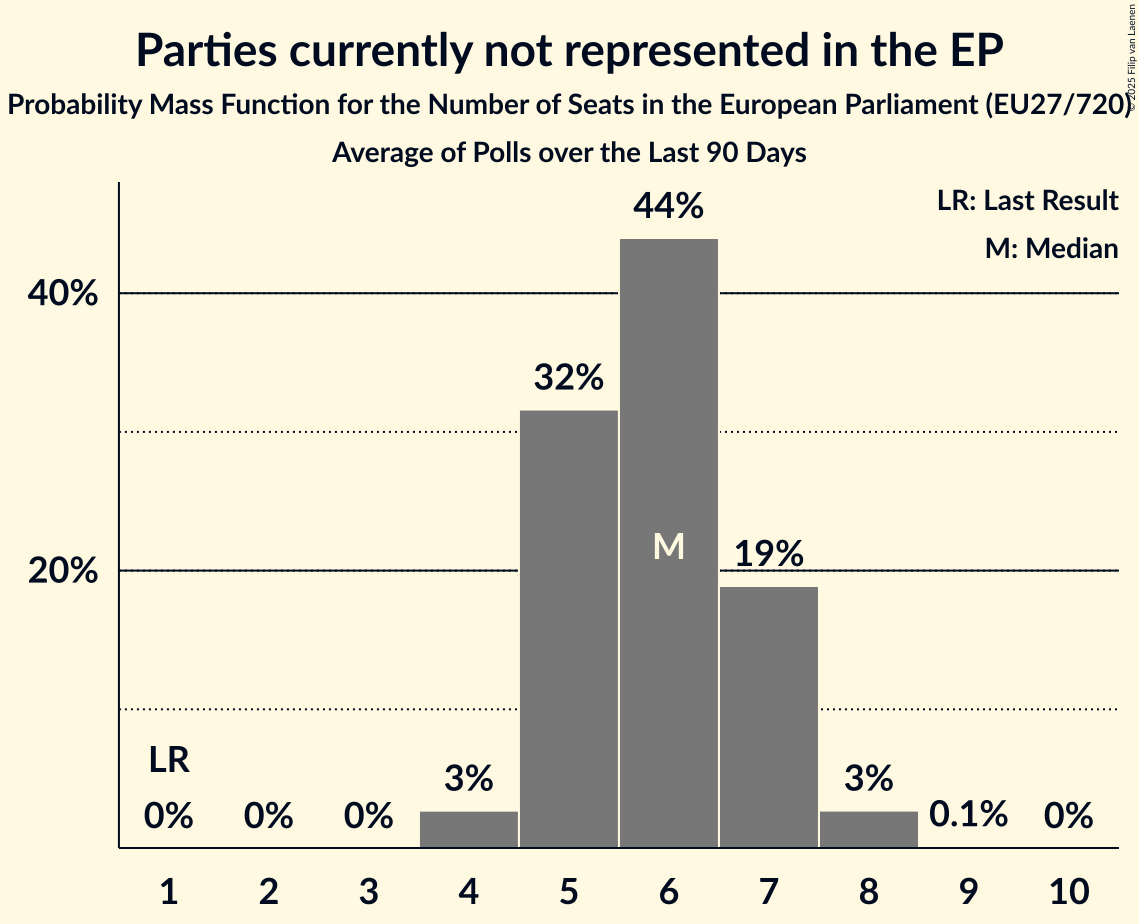 Parties currently not represented in the EP
Probability Mass Function for the Number of Seats in the European Parliament (EU27/720)
Average of Polls over the Last 90 Days
© 2025 Filip van Laenen
LR: Last Result
M: Median
44%
40%
32%
M
19%
20%
LR
0%
0%
0%
3%
3%
0.1%
0%
1
2
3
4
5
6
7
8
9
10